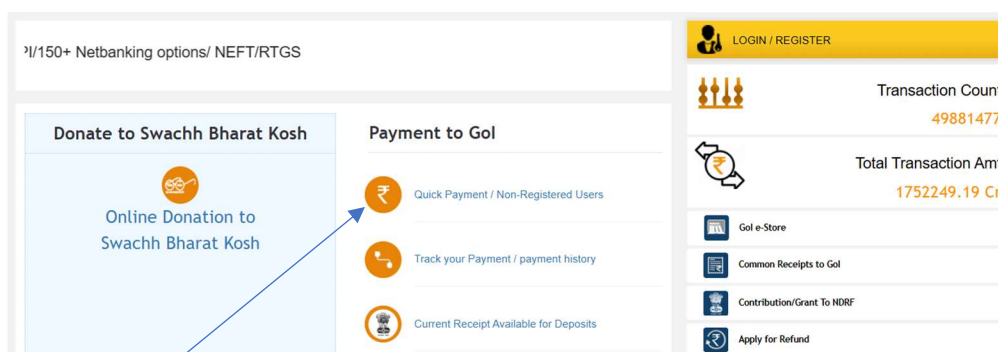 /150+ Netbanking options/ NEFT/RTGS
Donate to Swachh Bharat Kosh
Online Donation to
Swachh Bharat Kosh
Payment to GoI
Quick Payment / Non-Registered Users
Track your Payment / payment history
Current Receipt Available for Deposits
LOGIN / REGISTER
Transaction Count
49881477
Total Transaction Amt
1752249.19 Cr
GoI e-Store
Common Receipts to GoI
Contribution/Grant To NDRF
Apply for Refund